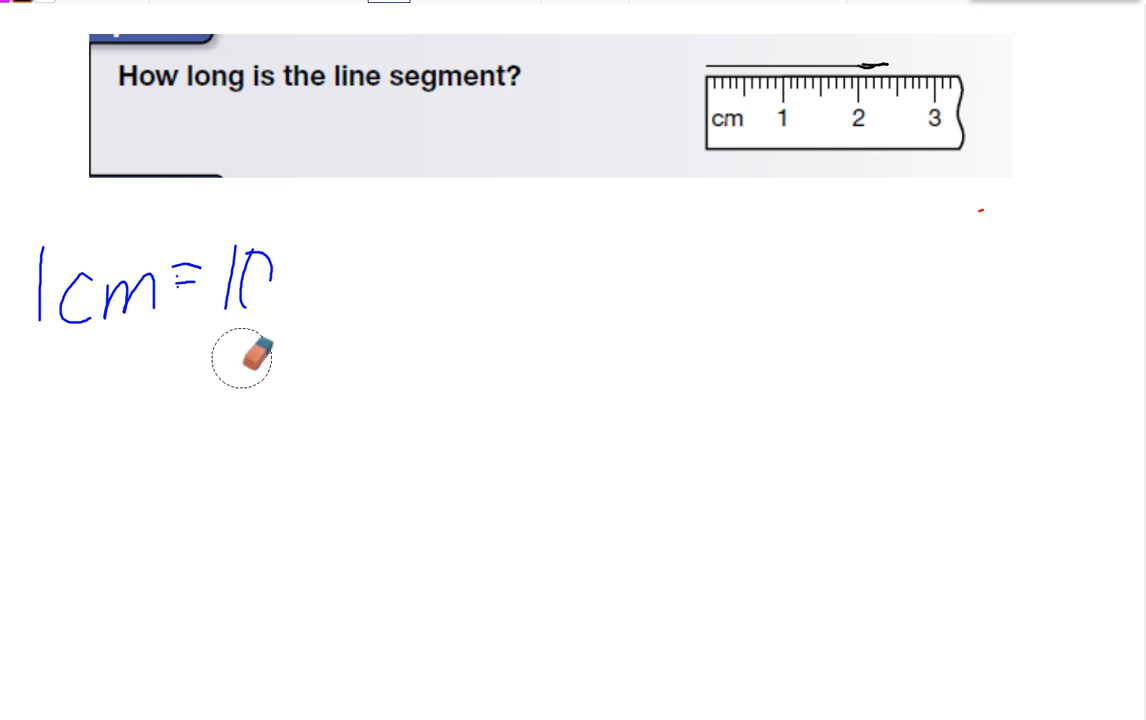 How long is the line segment?
cm 1 2 3
1cm = 10